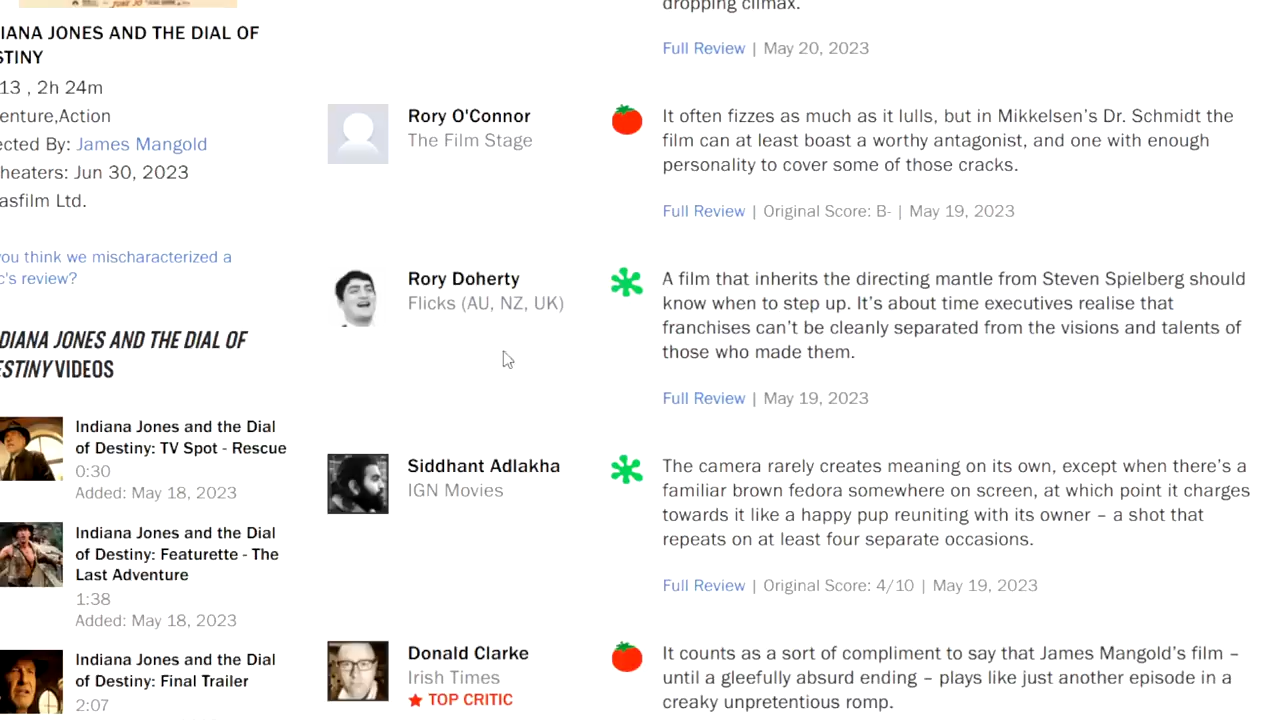 IANA JONES AND THE DIAL OF
STINY
13 , 2h 24m
enture,Action
ected By: James Mangold
heaters: Jun 30, 2023
asfilm Ltd.
ou think we mischaracterized a
c's review?
DIANA JONES AND THE DIAL OF
ESTINY VIDEOS
Indiana Jones and the Dial
of Destiny: TV Spot - Rescue
0:30
Added: May 18, 2023
Indiana Jones and the Dial
of Destiny: Featurette - The
Last Adventure
1:38
Added: May 18, 2023
Indiana Jones and the Dial
of Destiny: Final Trailer
2:07
dropping climax.
Full Review | May 20, 2023
Rory O'Connor
The Film Stage
It often fizzes as much as it lulls, but in Mikkelsen's Dr. Schmidt the
film can at least boast a worthy antagonist, and one with enough
personality to cover some of those cracks.
Full Review | Original Score: B- | May 19, 2023
Rory Doherty
Flicks (AU, NZ, UK)
A film that inherits the directing mantle from Steven Spielberg should
know when to step up. It's about time executives realise that
franchises can't be cleanly separated from the visions and talents of
those who made them.
Full Review | May 19, 2023
Siddhant Adlakha
IGN Movies
The camera rarely creates meaning on its own, except when there's a
familiar brown fedora somewhere on screen, at which point it charges
towards it like a happy pup reuniting with its owner – a shot that
repeats on at least four separate occasions.
Full Review | Original Score: 4/10 | May 19, 2023
Donald Clarke
Irish Times
TOP CRITIC
It counts as a sort of compliment to say that James Mangold's film –
until a gleefully absurd ending – plays like just another episode in a
creaky unpretentious romp.